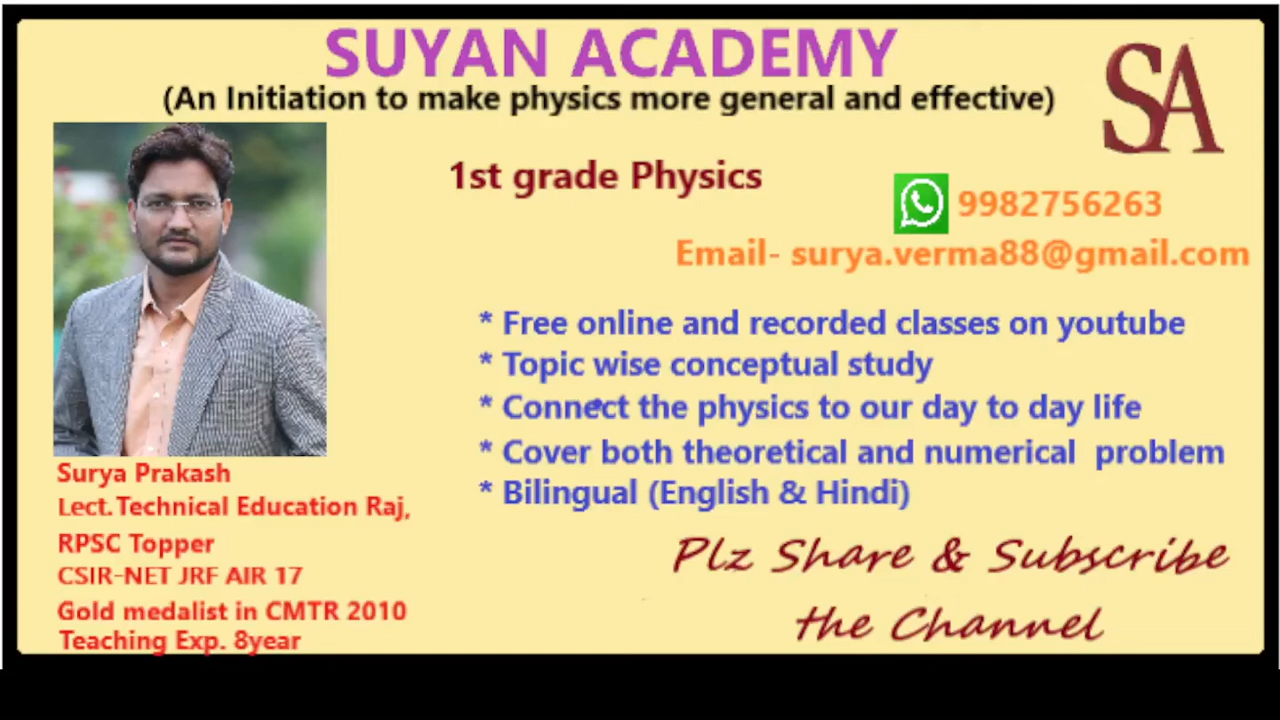 SUYAN ACADEMY
(An Initiation to make physics more general and effective)
SA
1st grade Physics
9982756263
Email- surya.verma88@gmail.com
* Free online and recorded classes on youtube
* Topic wise conceptual study
* Connect the physics to our day to day life
* Cover both theoretical and numerical problem
* Bilingual (English & Hindi)
Surya Prakash
Lect. Technical Education Raj,
RPSC Topper
CSIR-NET JRF AIR 17
Gold medalist in CMTR 2010
Teaching Exp. 8year
Plz Share & Subscribe
the Channel